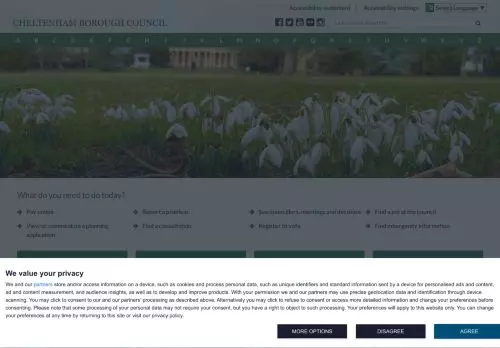 Accessibility statement | Accessibility settings | Select Language
CHELTENHAM BOROUGH COUNCIL
A B C D E F G H I J K L M N O P Q R S T U V W X Y Z
What do you need to do today?
Pay online
Report a problem
See councillors, meetings and decisions
Find a job at the council
View or comment on a planning application
Find a consultation
Register to vote
Find emergency information
We value your privacy
We and our partners store and/or access information on a device, such as cookies and process personal data, such as unique identifiers and standard information sent by a device for personalised ads and content,
ad and content measurement, and audience insights, as well as to develop and improve products. With your permission we and our partners may use precise geolocation data and identification through device
scanning. You may click to consent to our and our partners' processing as described above. Alternatively you may click to refuse to consent or access more detailed information and change your preferences before
consenting. Please note that some processing of your personal data may not require your consent, but you have a right to object to such processing. Your preferences will apply to this website only. You can change
your preferences at any time by returning to this site or visit our privacy policy.
MORE OPTIONS
DISAGREE
AGREE